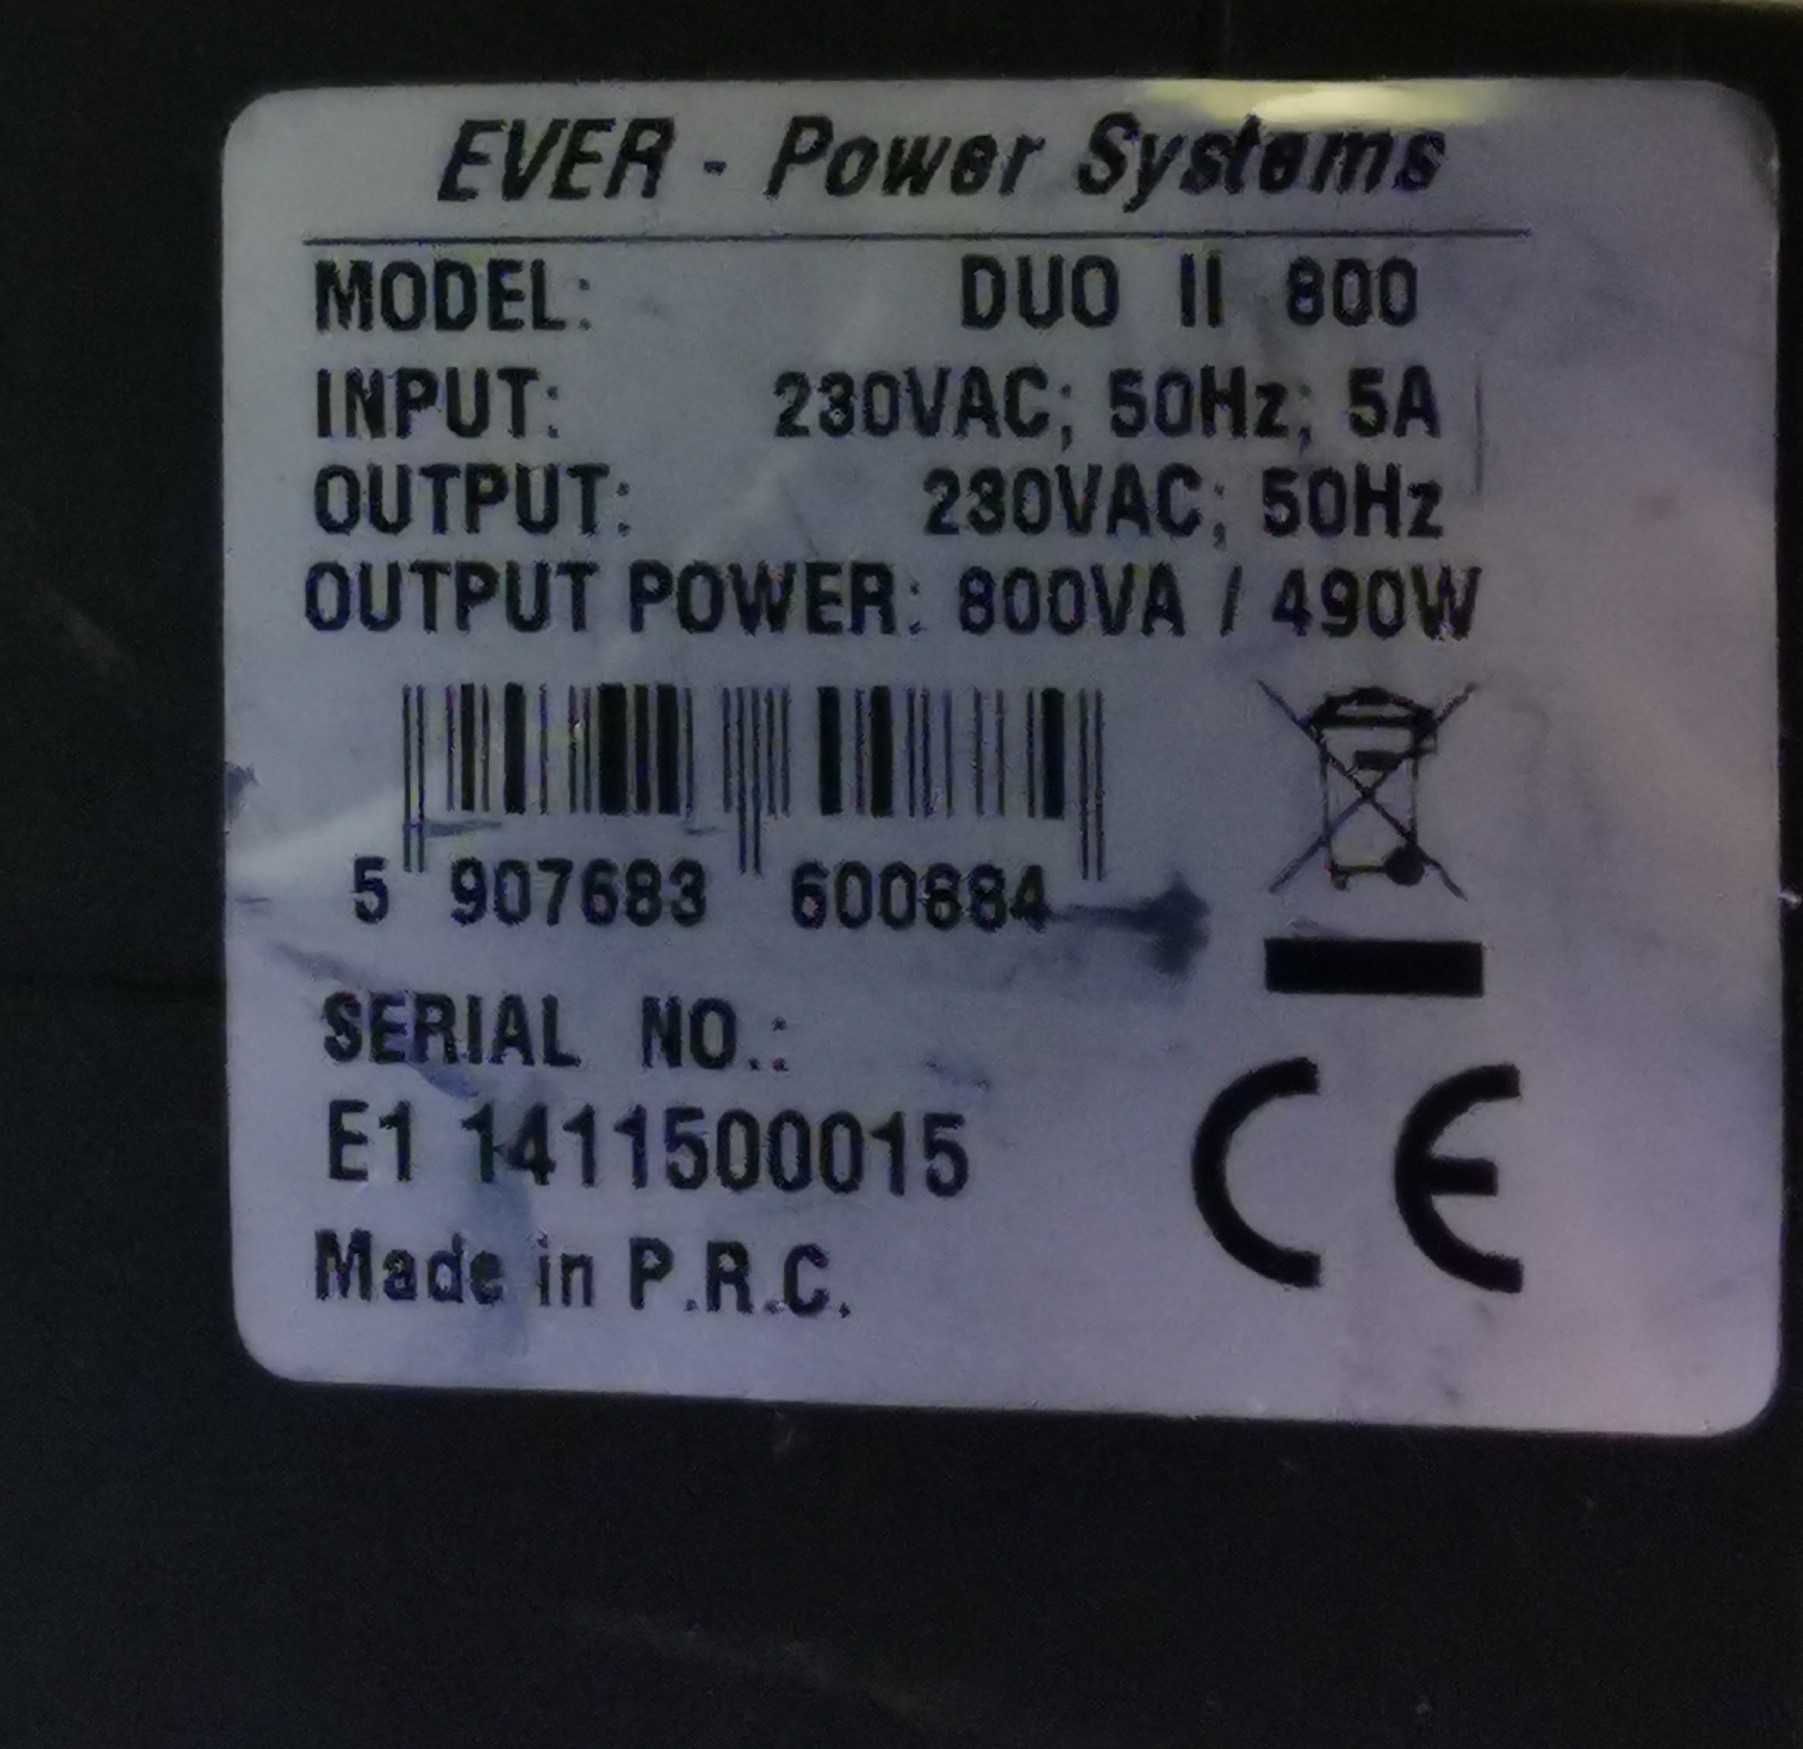 EVER - Power Systems
MODEL: DUO II 800
INPUT: 230VAC; 50Hz; 5A
OUTPUT: 230VAC; 50Hz
OUTPUT POWER: 800VA / 490W
5 907683 600884
SERIAL NO.:
E1 1411500015
Made in P.R.C.
CE